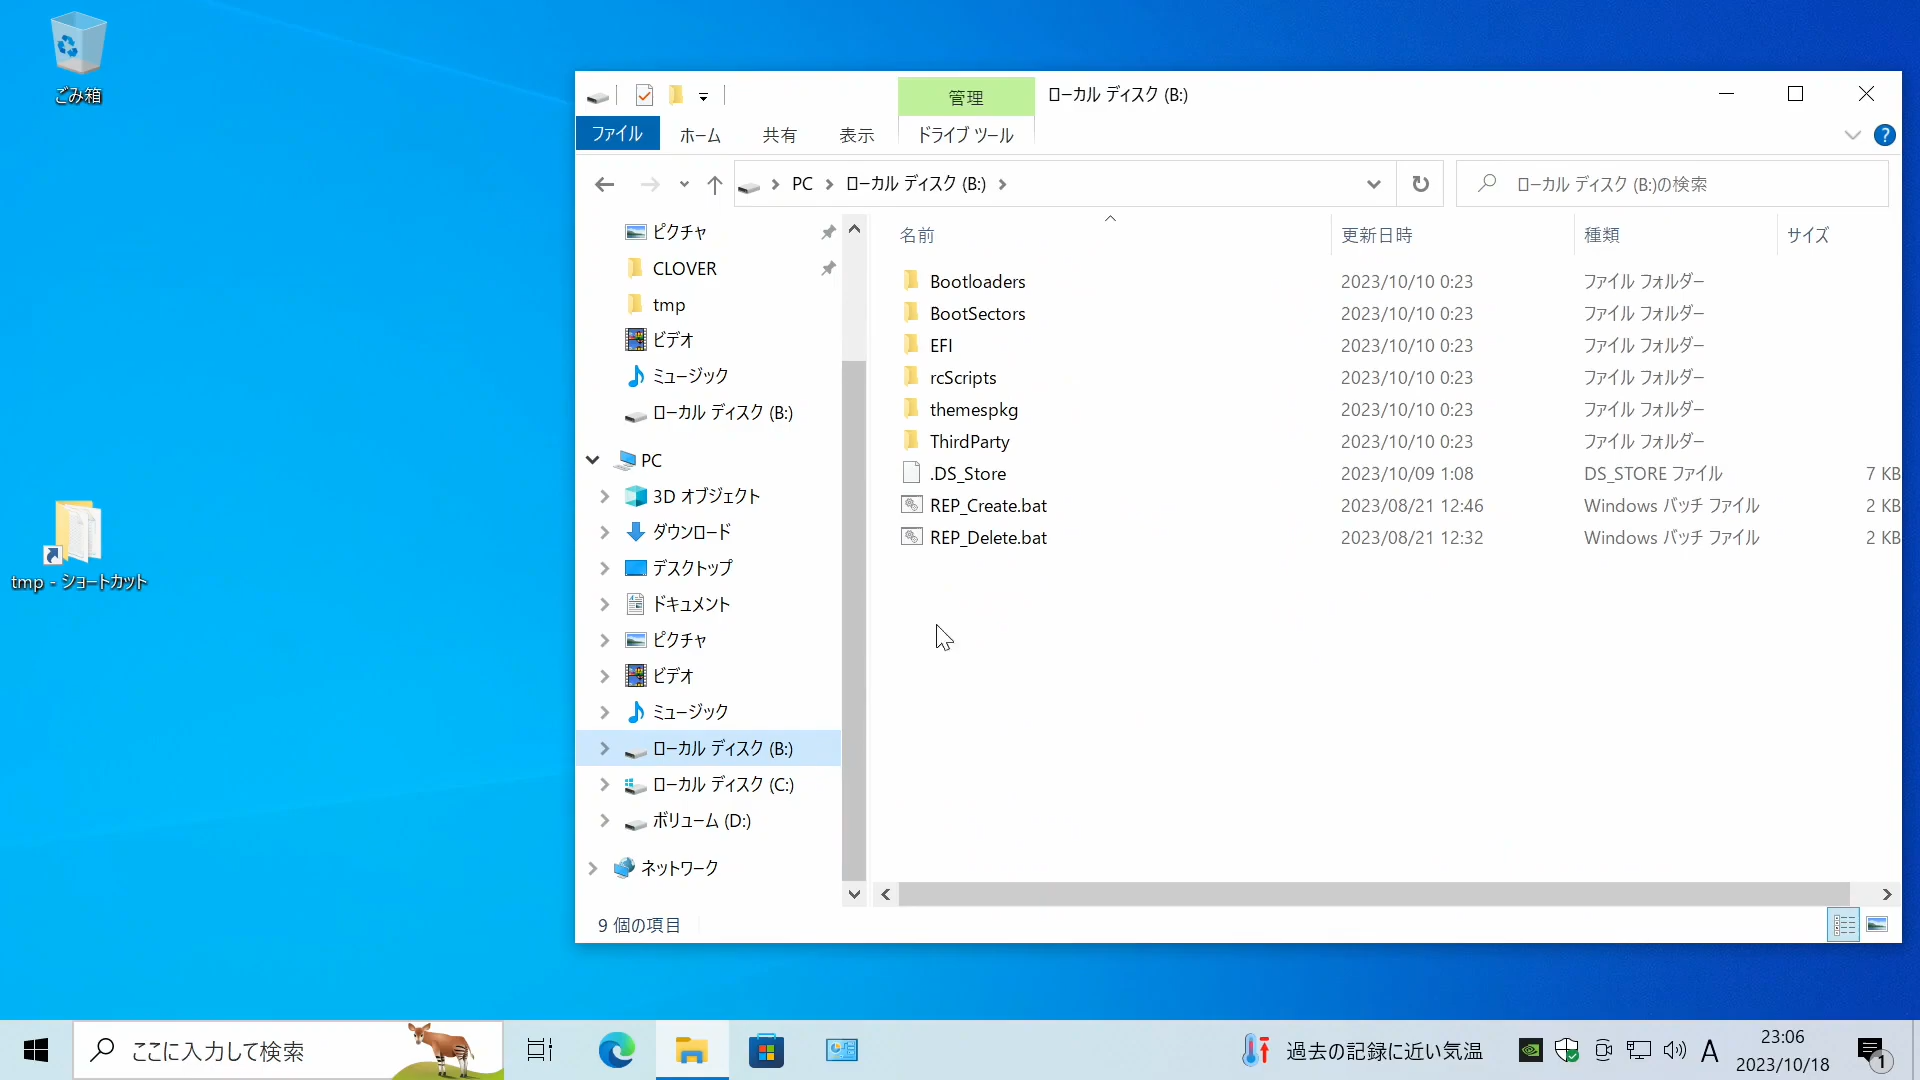 ごみ箱
tmp - ショートカット
管理
ローカル ディスク (B:)
ファイル
ホーム
共有
表示
ドライブ ツール
PC
ローカル ディスク (B:)
ローカル ディスク (B:)の検索
ピクチャ
CLOVER
tmp
ビデオ
ミュージック
ローカル ディスク (B:)
PC
3D オブジェクト
ダウンロード
デスクトップ
ドキュメント
ピクチャ
ビデオ
ミュージック
ローカル ディスク (B:)
ローカル ディスク (C:)
ボリューム (D:)
ネットワーク
名前 更新日時 種類 サイズ
Bootloaders 2023/10/10 0:23 ファイル フォルダー
BootSectors 2023/10/10 0:23 ファイル フォルダー
EFI 2023/10/10 0:23 ファイル フォルダー
rcScripts 2023/10/10 0:23 ファイル フォルダー
themespkg 2023/10/10 0:23 ファイル フォルダー
ThirdParty 2023/10/10 0:23 ファイル フォルダー
.DS_Store 2023/10/09 1:08 DS_STORE ファイル 7 KB
REP_Create.bat 2023/08/21 12:46 Windows バッチ ファイル 2 KB
REP_Delete.bat 2023/08/21 12:32 Windows バッチ ファイル 2 KB
9 個の項目
ここに入力して検索
過去の記録に近い気温
A
23:06
2023/10/18
1